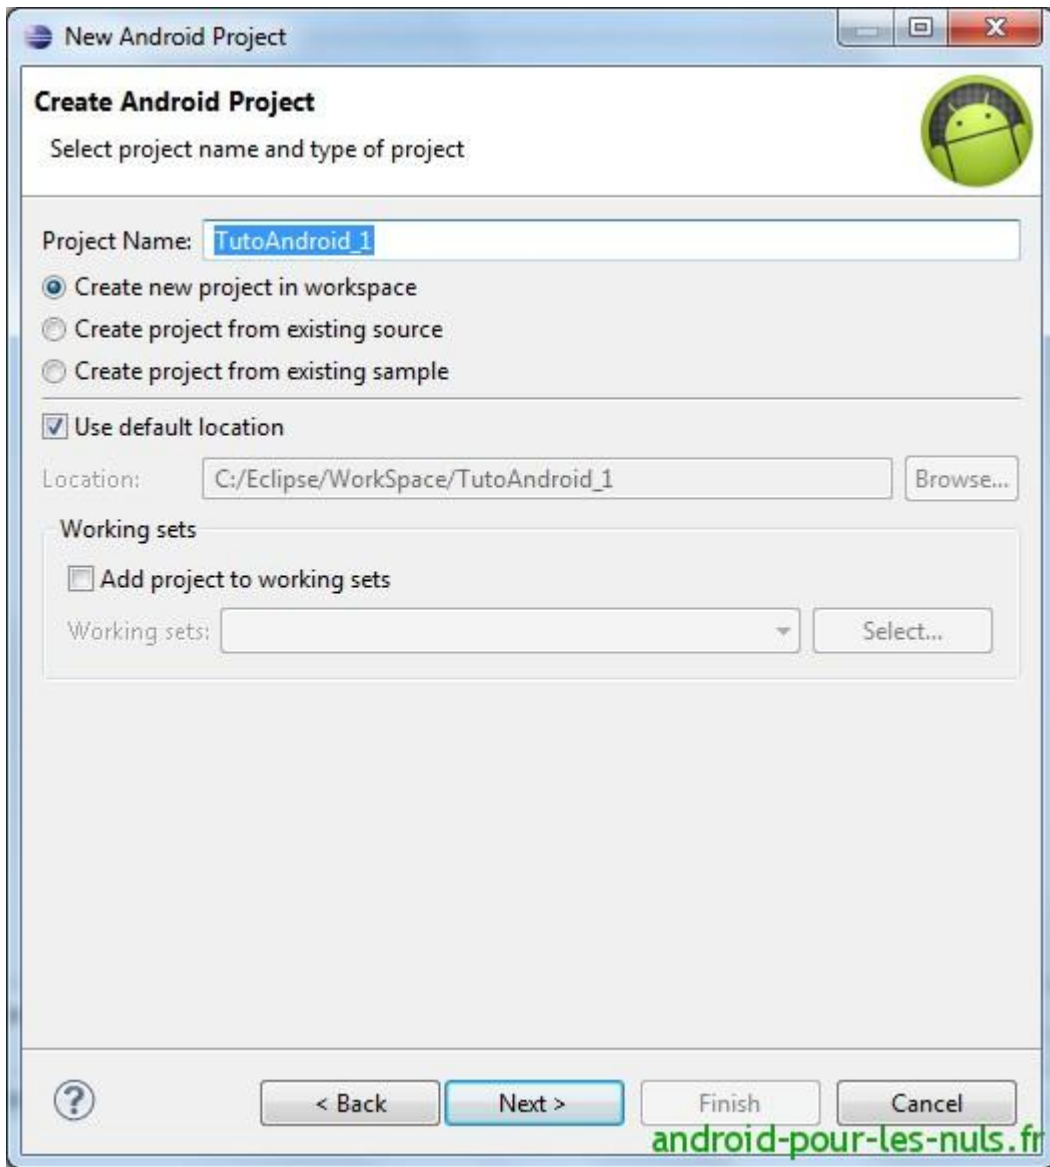 New Android Project
Create Android Project
Select project name and type of project
Project Name: TutoAndroid_1
Create new project in workspace
Create project from existing source
Create project from existing sample
Use default location
Location: C:/Eclipse/WorkSpace/TutoAndroid_1 Browse...
Working sets
Add project to working sets
Working sets: Select...
? < Back Next > Finish Cancel
android-pour-les-nuls.fr